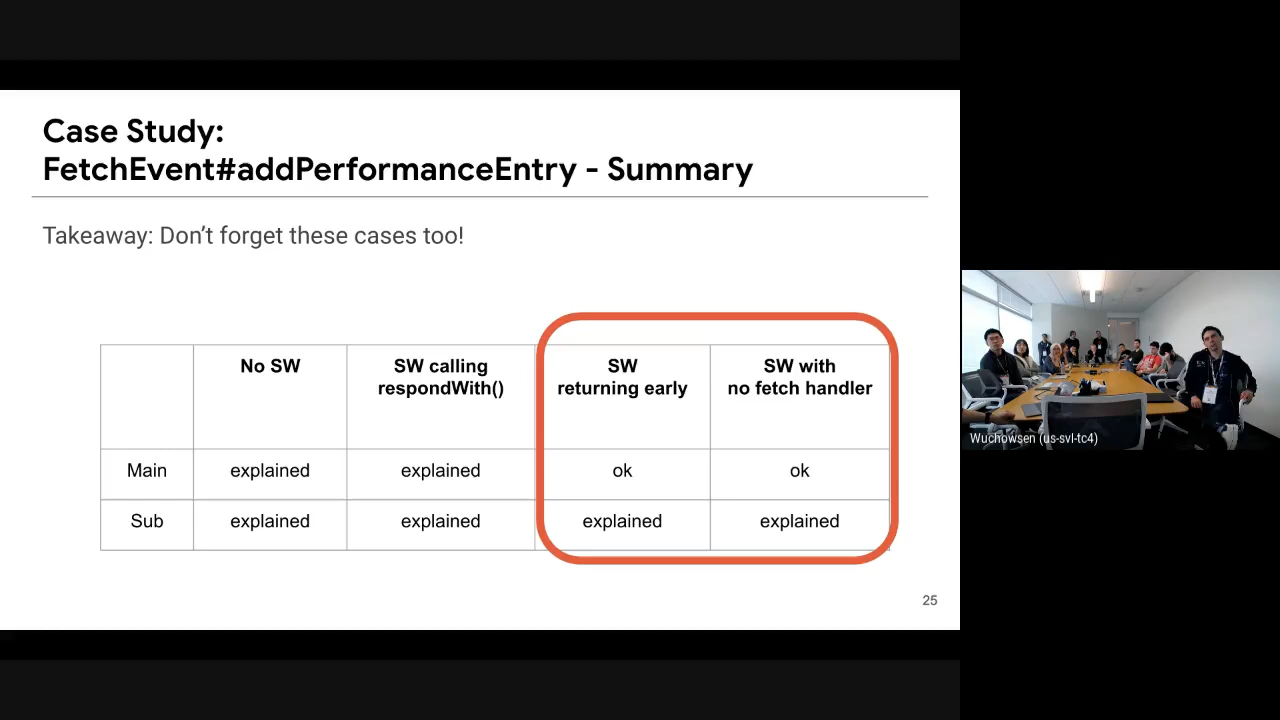 Case Study:
FetchEvent#addPerformanceEntry - Summary
Takeaway: Don’t forget these cases too!
No SW
SW calling
respondWith()
SW
returning early
SW with
no fetch handler
Main
explained
explained
ok
ok
Sub
explained
explained
explained
explained
25
Wuchowsen (us-svl-tc4)